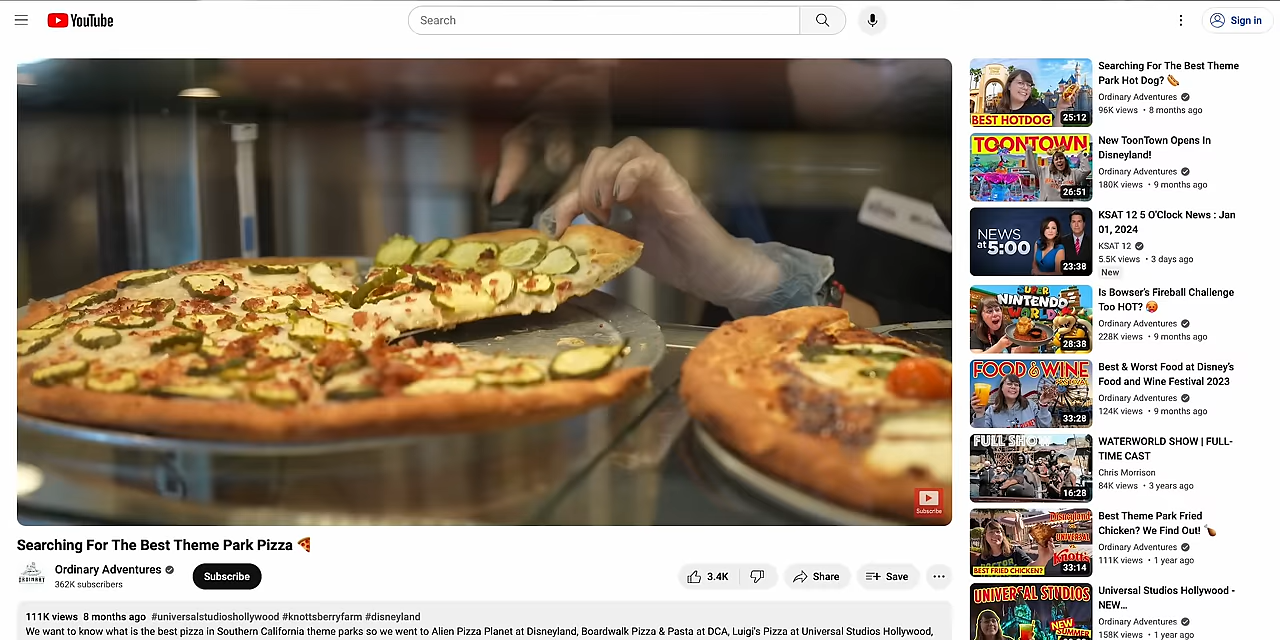 YouTube
Search
Sign in
Subscribe
Searching For The Best Theme Park Pizza 🍕
ORDINARY
Ordinary Adventures
362K subscribers
Subscribe
3.4K
Share
Save
111K views 8 months ago #universalstudioshollywood #knottsberryfarm #disneyland
We want to know what is the best pizza in Southern California theme parks so we went to Alien Pizza Planet at Disneyland, Boardwalk Pizza & Pasta at DCA, Luigi's Pizza at Universal Studios Hollywood,
BEST HOTDOG
25:12
Searching For The Best Theme
Park Hot Dog? 🌭
Ordinary Adventures
96K views • 8 months ago
TOONTOWN
26:51
New ToonTown Opens In
Disneyland!
Ordinary Adventures
180K views • 9 months ago
NEWS
at 5:00
23:38
KSAT 12 5 O'Clock News : Jan
01, 2024
KSAT 12
5.5K views • 3 days ago
New
SUPER
NINTENDO
WORLD
28:38
Is Bowser's Fireball Challenge
Too HOT? 🥵
Ordinary Adventures
228K views • 9 months ago
FOOD & WINE
FESTIVAL
33:28
Best & Worst Food at Disney's
Food and Wine Festival 2023
Ordinary Adventures
124K views • 9 months ago
FULL SHOW
16:28
WATERWORLD SHOW | FULL-
TIME CAST
Chris Morrison
84K views • 3 years ago
Disneyland
UNIVERSAL
Knott's
BEST FRIED CHICKEN?
33:14
Best Theme Park Fried
Chicken? We Find Out! 🍗
Ordinary Adventures
111K views • 1 year ago
UNIVERSAL STUDIOS
NEW
SUMMER
Universal Studios Hollywood -
NEW...
Ordinary Adventures
158K views • 1 year ago